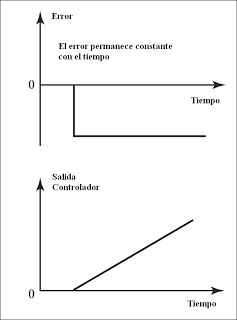 Error
El error permanece constante
con el tiempo
0
Tiempo
Salida
Controlador
0
Tiempo